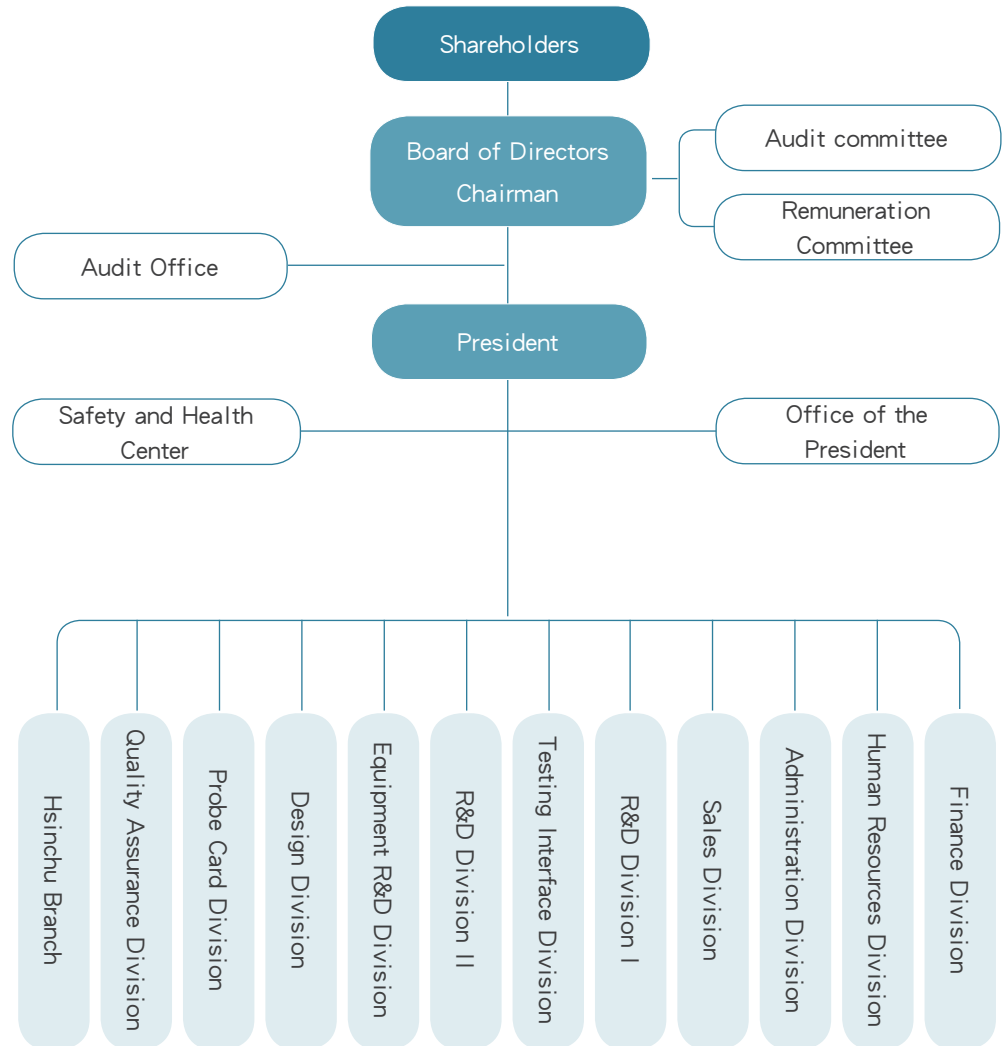 Shareholders
Board of Directors
Chairman
Audit committee
Remuneration
Committee
Audit Office
President
Safety and Health
Center
Office of the
President
Hsinchu Branch
Quality Assurance Division
Probe Card Division
Design Division
Equipment R&D Division
R&D Division II
Testing Interface Division
R&D Division I
Sales Division
Administration Division
Human Resources Division
Finance Division